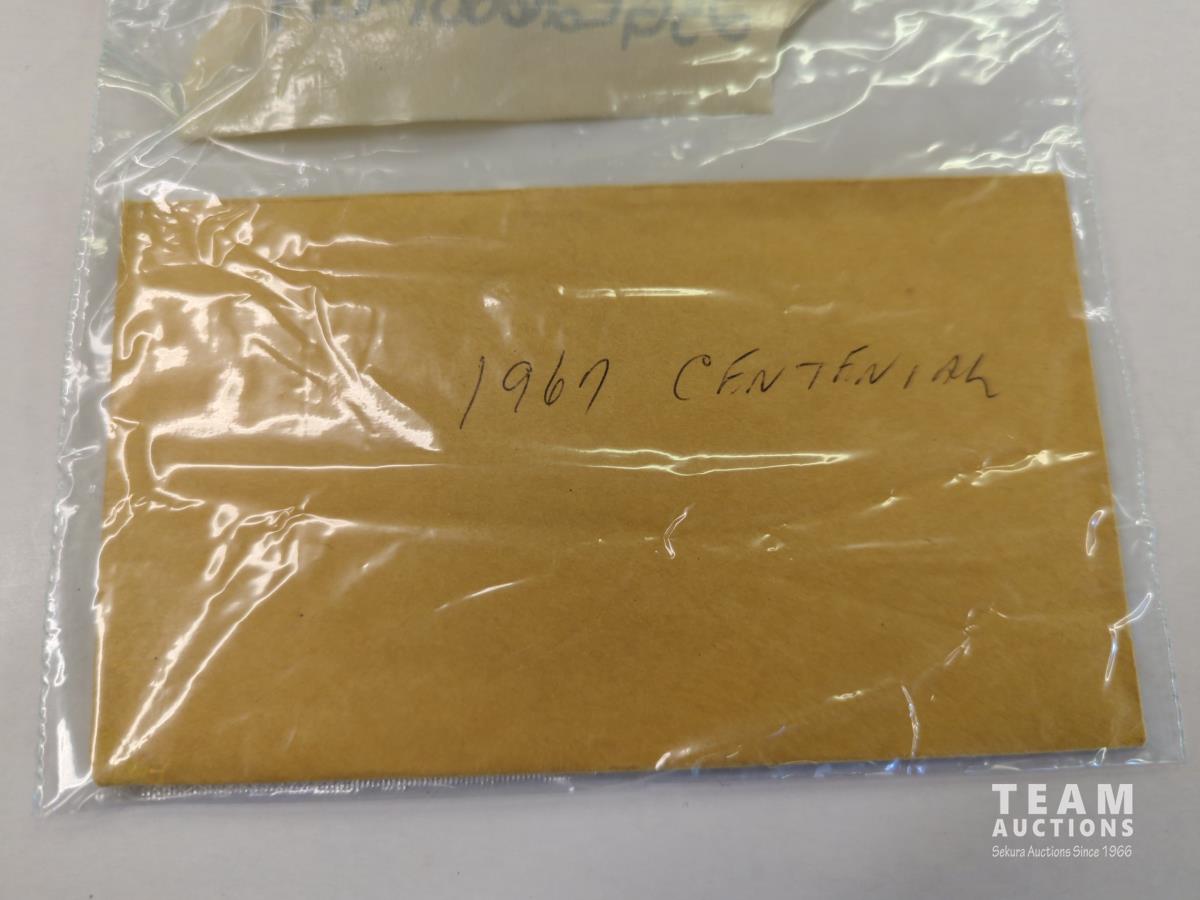 1967 CENTENIAL
TEAM
AUCTIONS
Sekura Auctions Since 1966